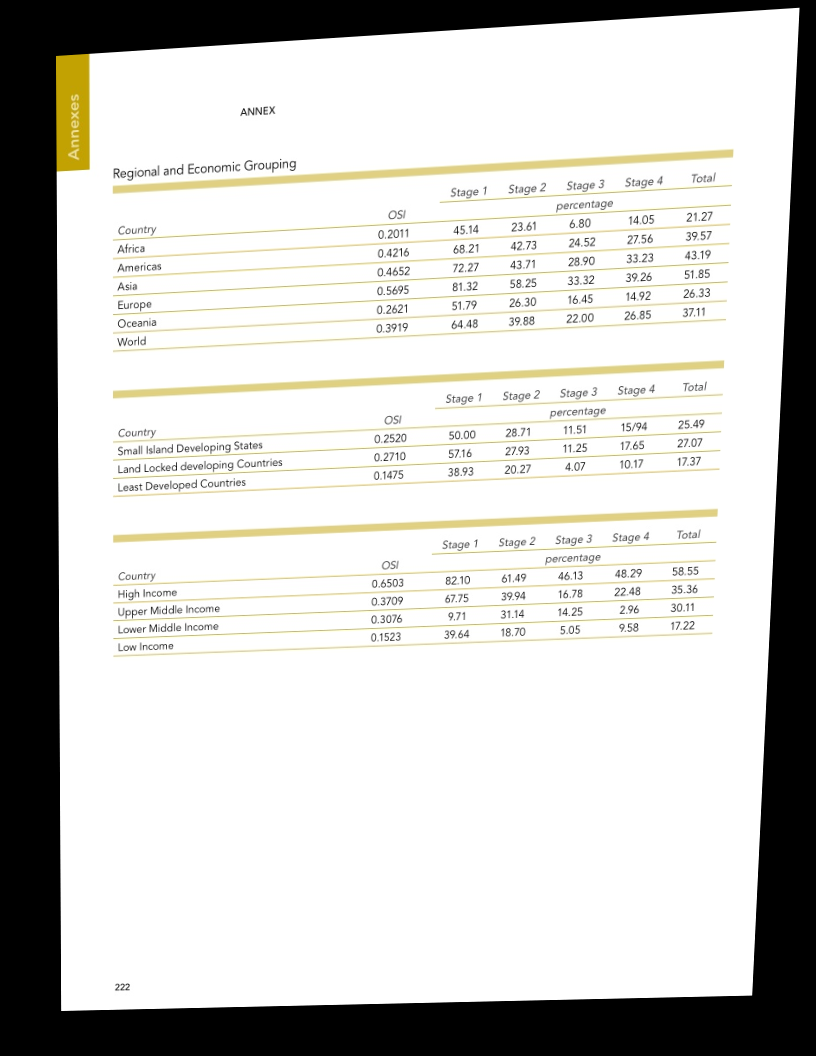 Annexes
ANNEX
Regional and Economic Grouping
Stage 1 Stage 2 Stage 3 Stage 4 Total
Country OSI percentage
Africa 0.2011 45.14 23.61 6.80 14.05 21.27
Americas 0.4216 68.21 42.73 24.52 27.56 39.57
Asia 0.4652 72.27 43.71 28.90 33.23 43.19
Europe 0.5695 81.32 58.25 33.32 39.26 51.85
Oceania 0.2621 51.79 26.30 16.45 14.92 26.33
World 0.3919 64.48 39.88 22.00 26.85 37.11
Stage 1 Stage 2 Stage 3 Stage 4 Total
Country OSI percentage
Small Island Developing States 0.2520 50.00 28.71 11.51 15/94 25.49
Land Locked developing Countries 0.2710 57.16 27.93 11.25 17.65 27.07
Least Developed Countries 0.1475 38.93 20.27 4.07 10.17 17.37
Stage 1 Stage 2 Stage 3 Stage 4 Total
Country OSI percentage
High Income 0.6503 82.10 61.49 46.13 48.29 58.55
Upper Middle Income 0.3709 67.75 39.94 16.78 22.48 35.36
Lower Middle Income 0.3076 9.71 31.14 14.25 2.96 30.11
Low Income 0.1523 39.64 18.70 5.05 9.58 17.22
222